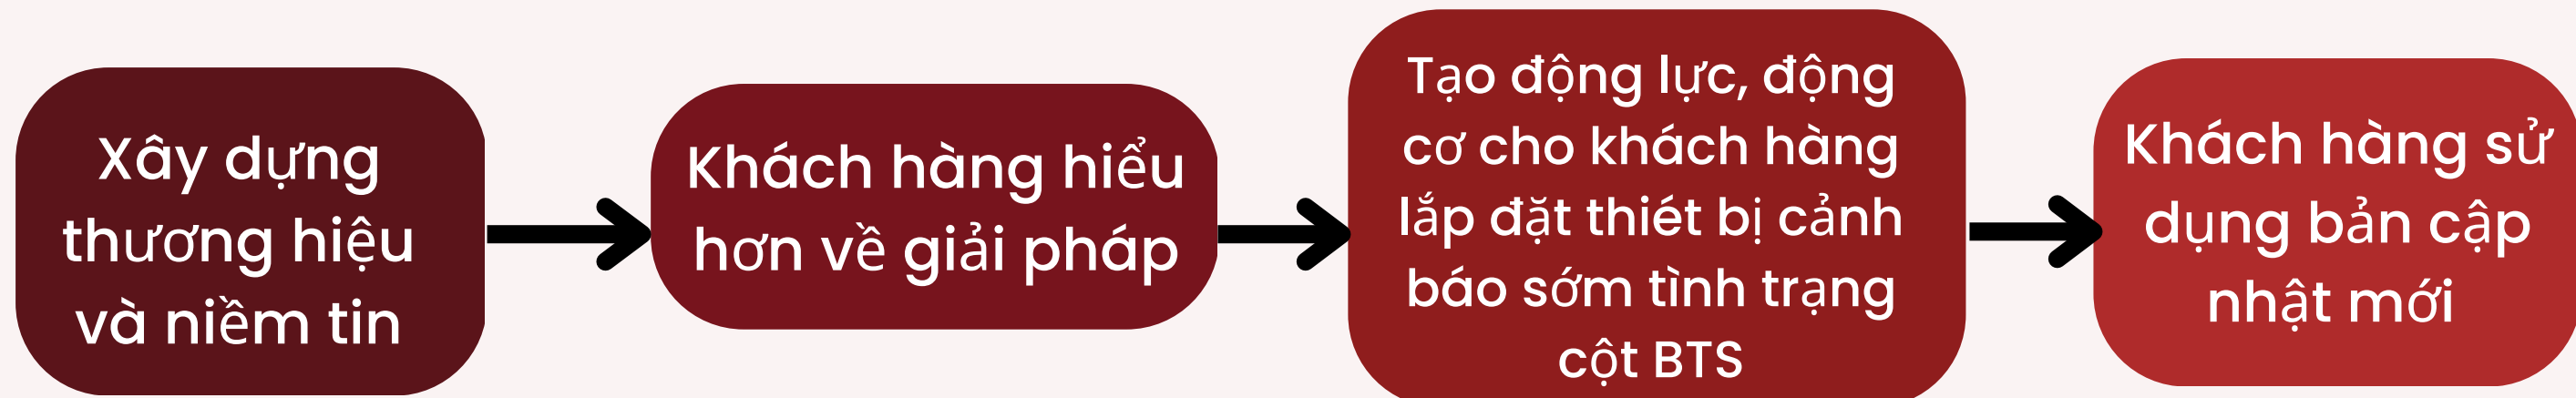 Xây dựng
thương hiệu
và niềm tin
Khách hàng hiểu
hơn về giải pháp
Tạo động lực, động
cơ cho khách hàng
lắp đặt thiét bị cảnh
báo sớm tình trạng
cột BTS
Khách hàng sử
dụng bản cập
nhật mới